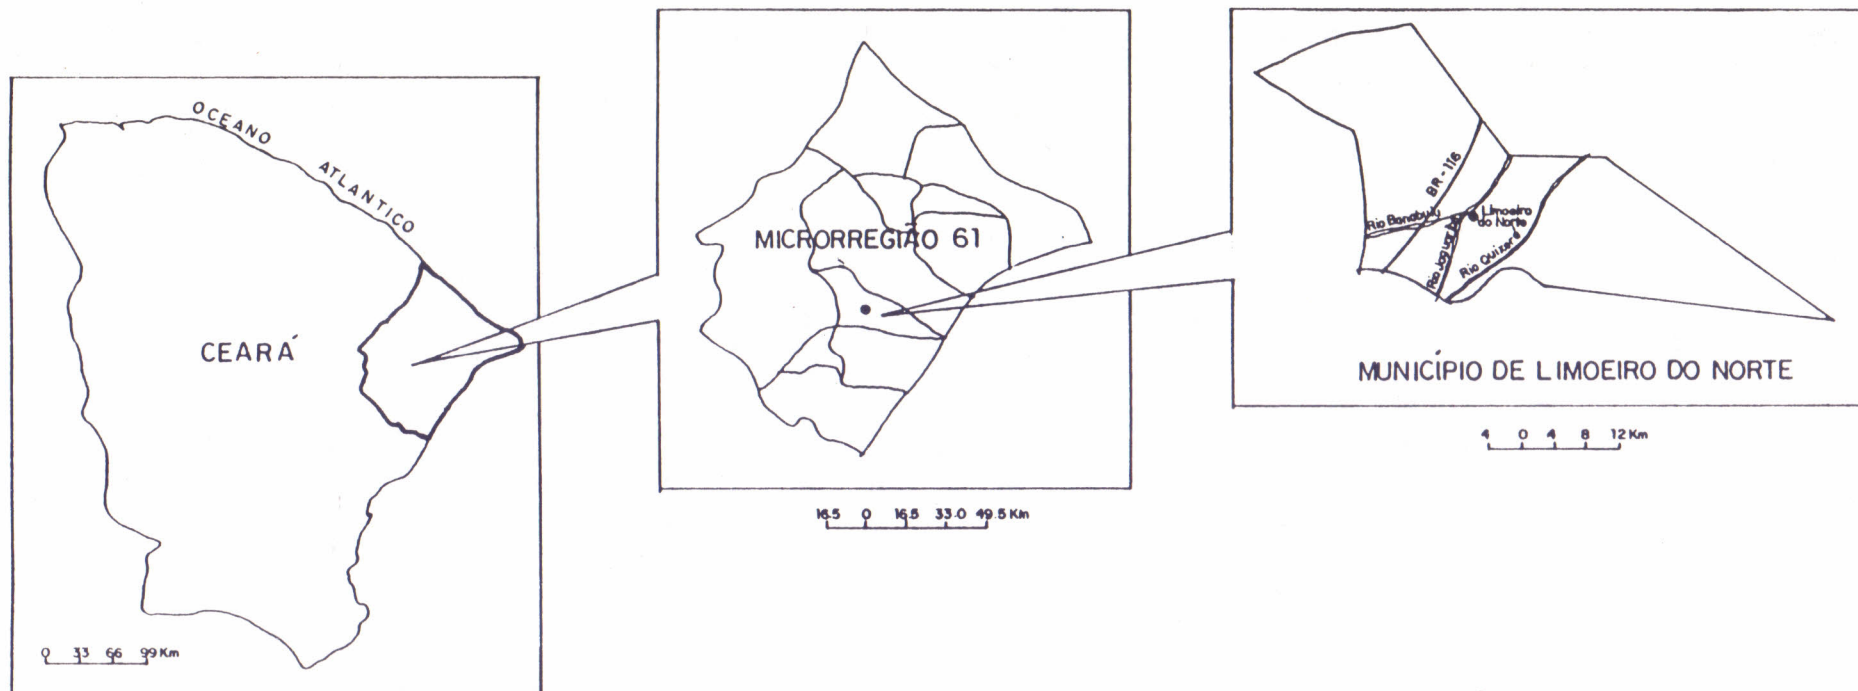 OCEANO ATLANTICO
CEARÁ
0 33 66 99 Km
MICRORREGIÃO 61
16.5 0 16.5 33.0 49.5 Km
BR - 116
Rio Banabuiú
Limoeiro
do Norte
Rio Jaguaribe
Rio Quixeré
MUNICÍPIO DE LIMOEIRO DO NORTE
4 0 4 8 12 Km